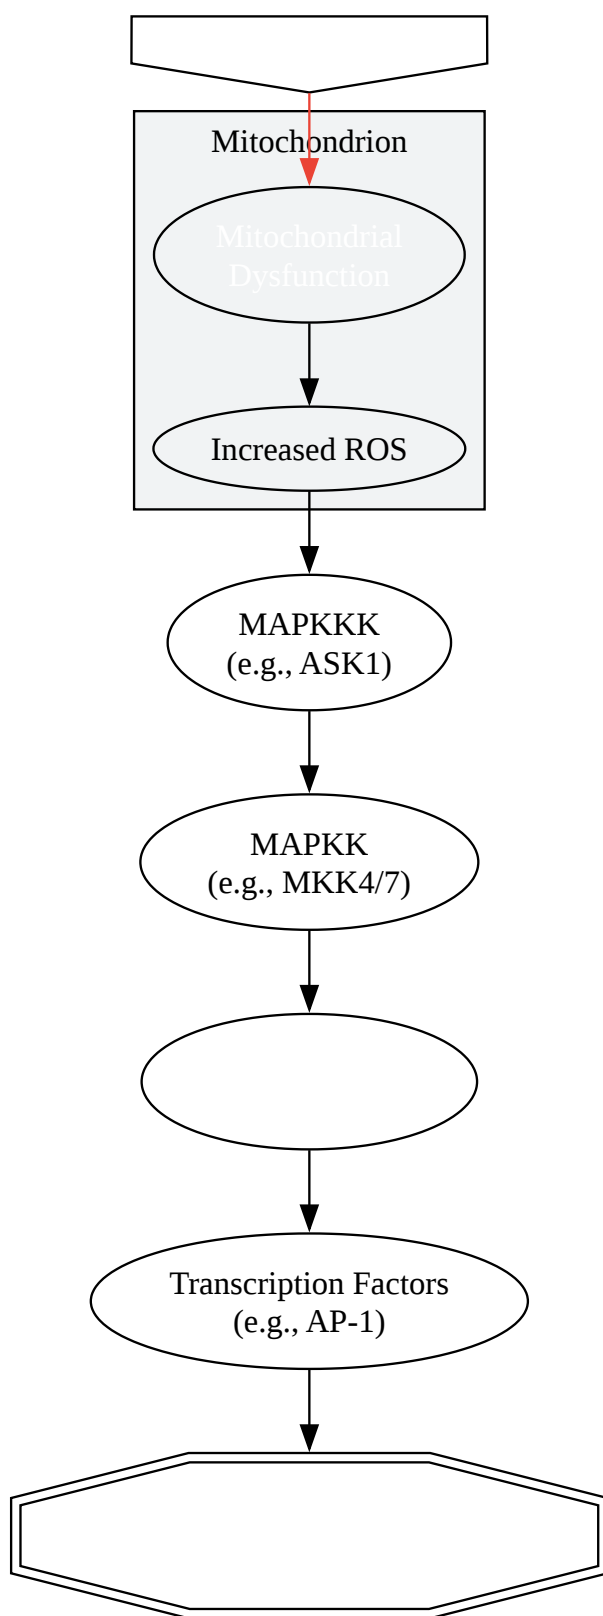 Mitochondrion
Mitochondrial
Dysfunction
Increased ROS
MAPKKK
(e.g., ASK1)
MAPKK
(e.g., MKK4/7)
Transcription Factors
(e.g., AP-1)